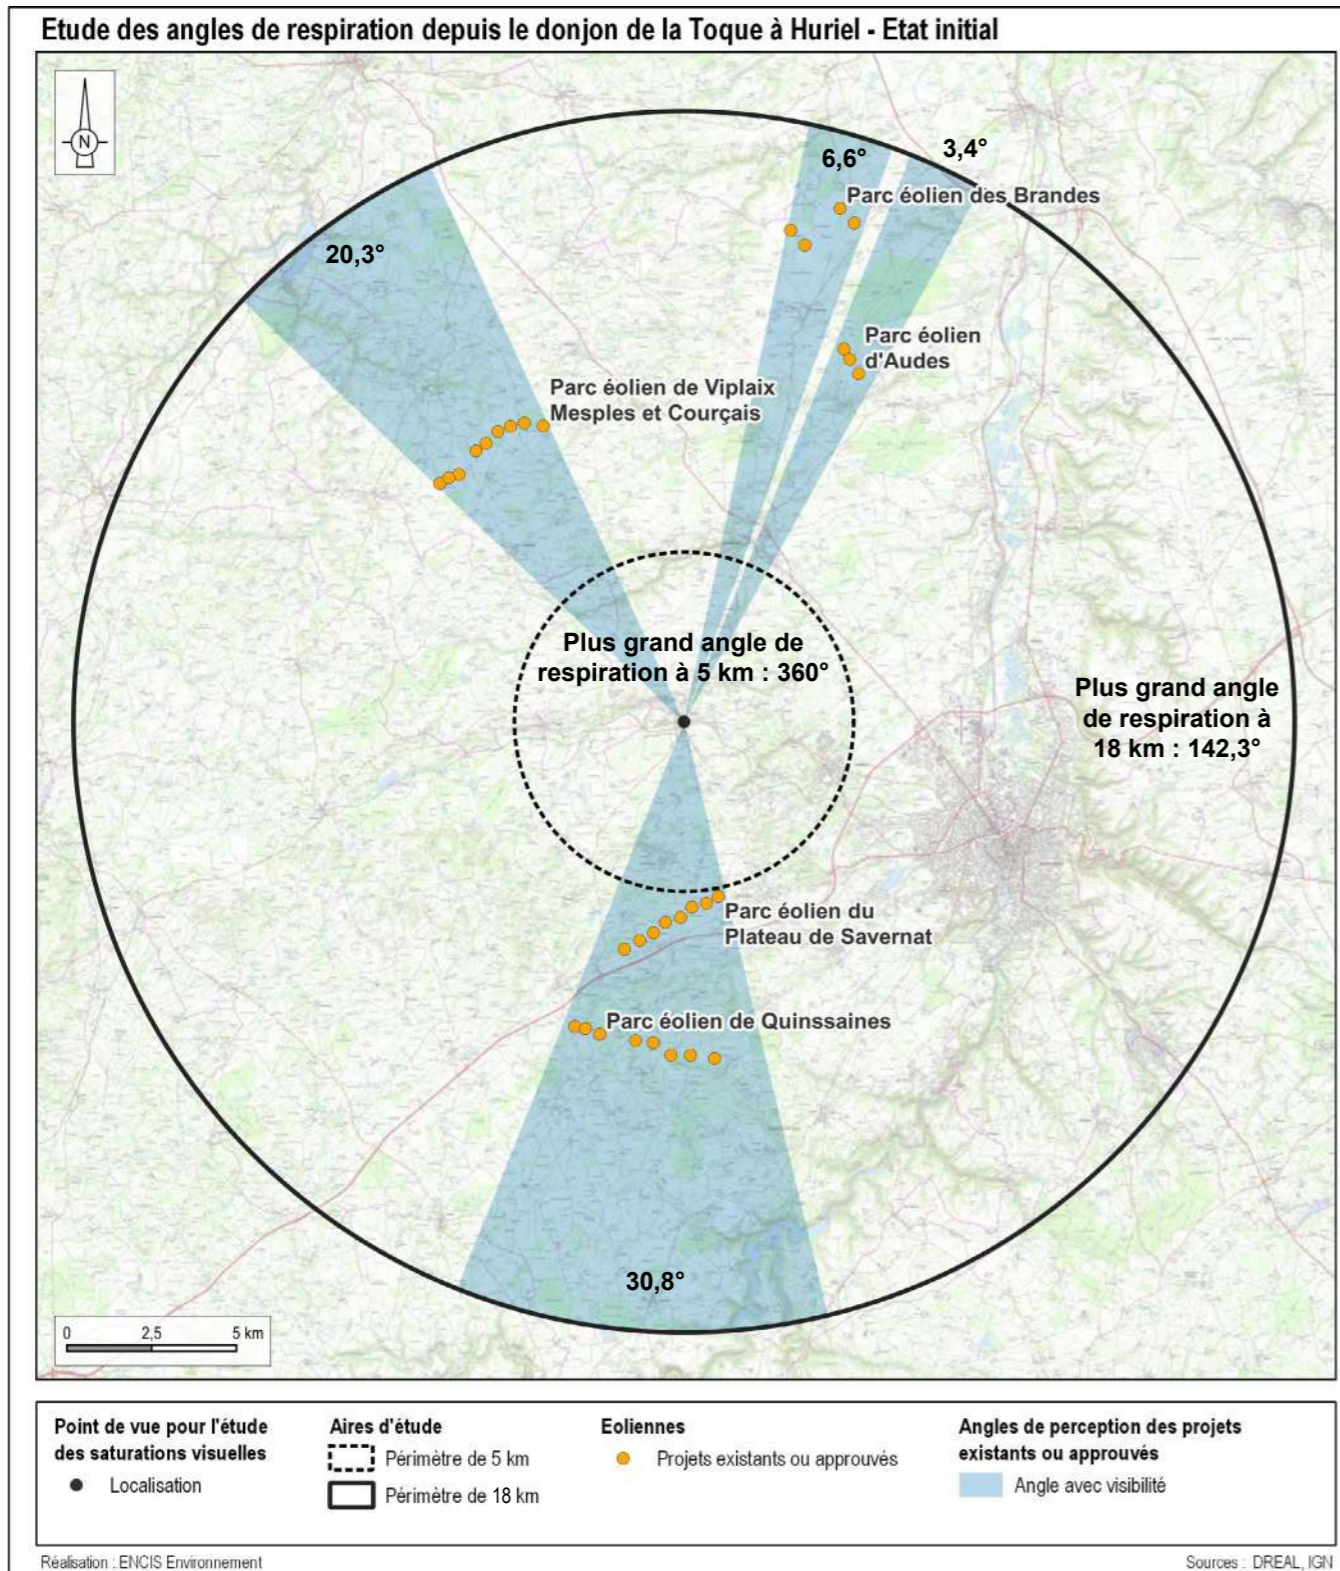 Etude des angles de respiration depuis le donjon de la Toque à Huriel - Etat initial
N
6,6°
3,4°
Parc éolien des Brandes
20,3°
Parc éolien
d'Audes
Parc éolien de Viplaix
Mesples et Courçais
Plus grand angle de
respiration à 5 km : 360°
Plus grand angle
de respiration à
18 km : 142,3°
Parc éolien du
Plateau de Savernat
Parc éolien de Quinssaines
30,8°
0 2,5 5 km
Point de vue pour l'étude
des saturations visuelles
Localisation
Aires d'étude
Périmètre de 5 km
Périmètre de 18 km
Eoliennes
Projets existants ou approuvés
Angles de perception des projets
existants ou approuvés
Angle avec visibilité
Réalisation : ENCIS Environnement
Sources : DREAL, IGN